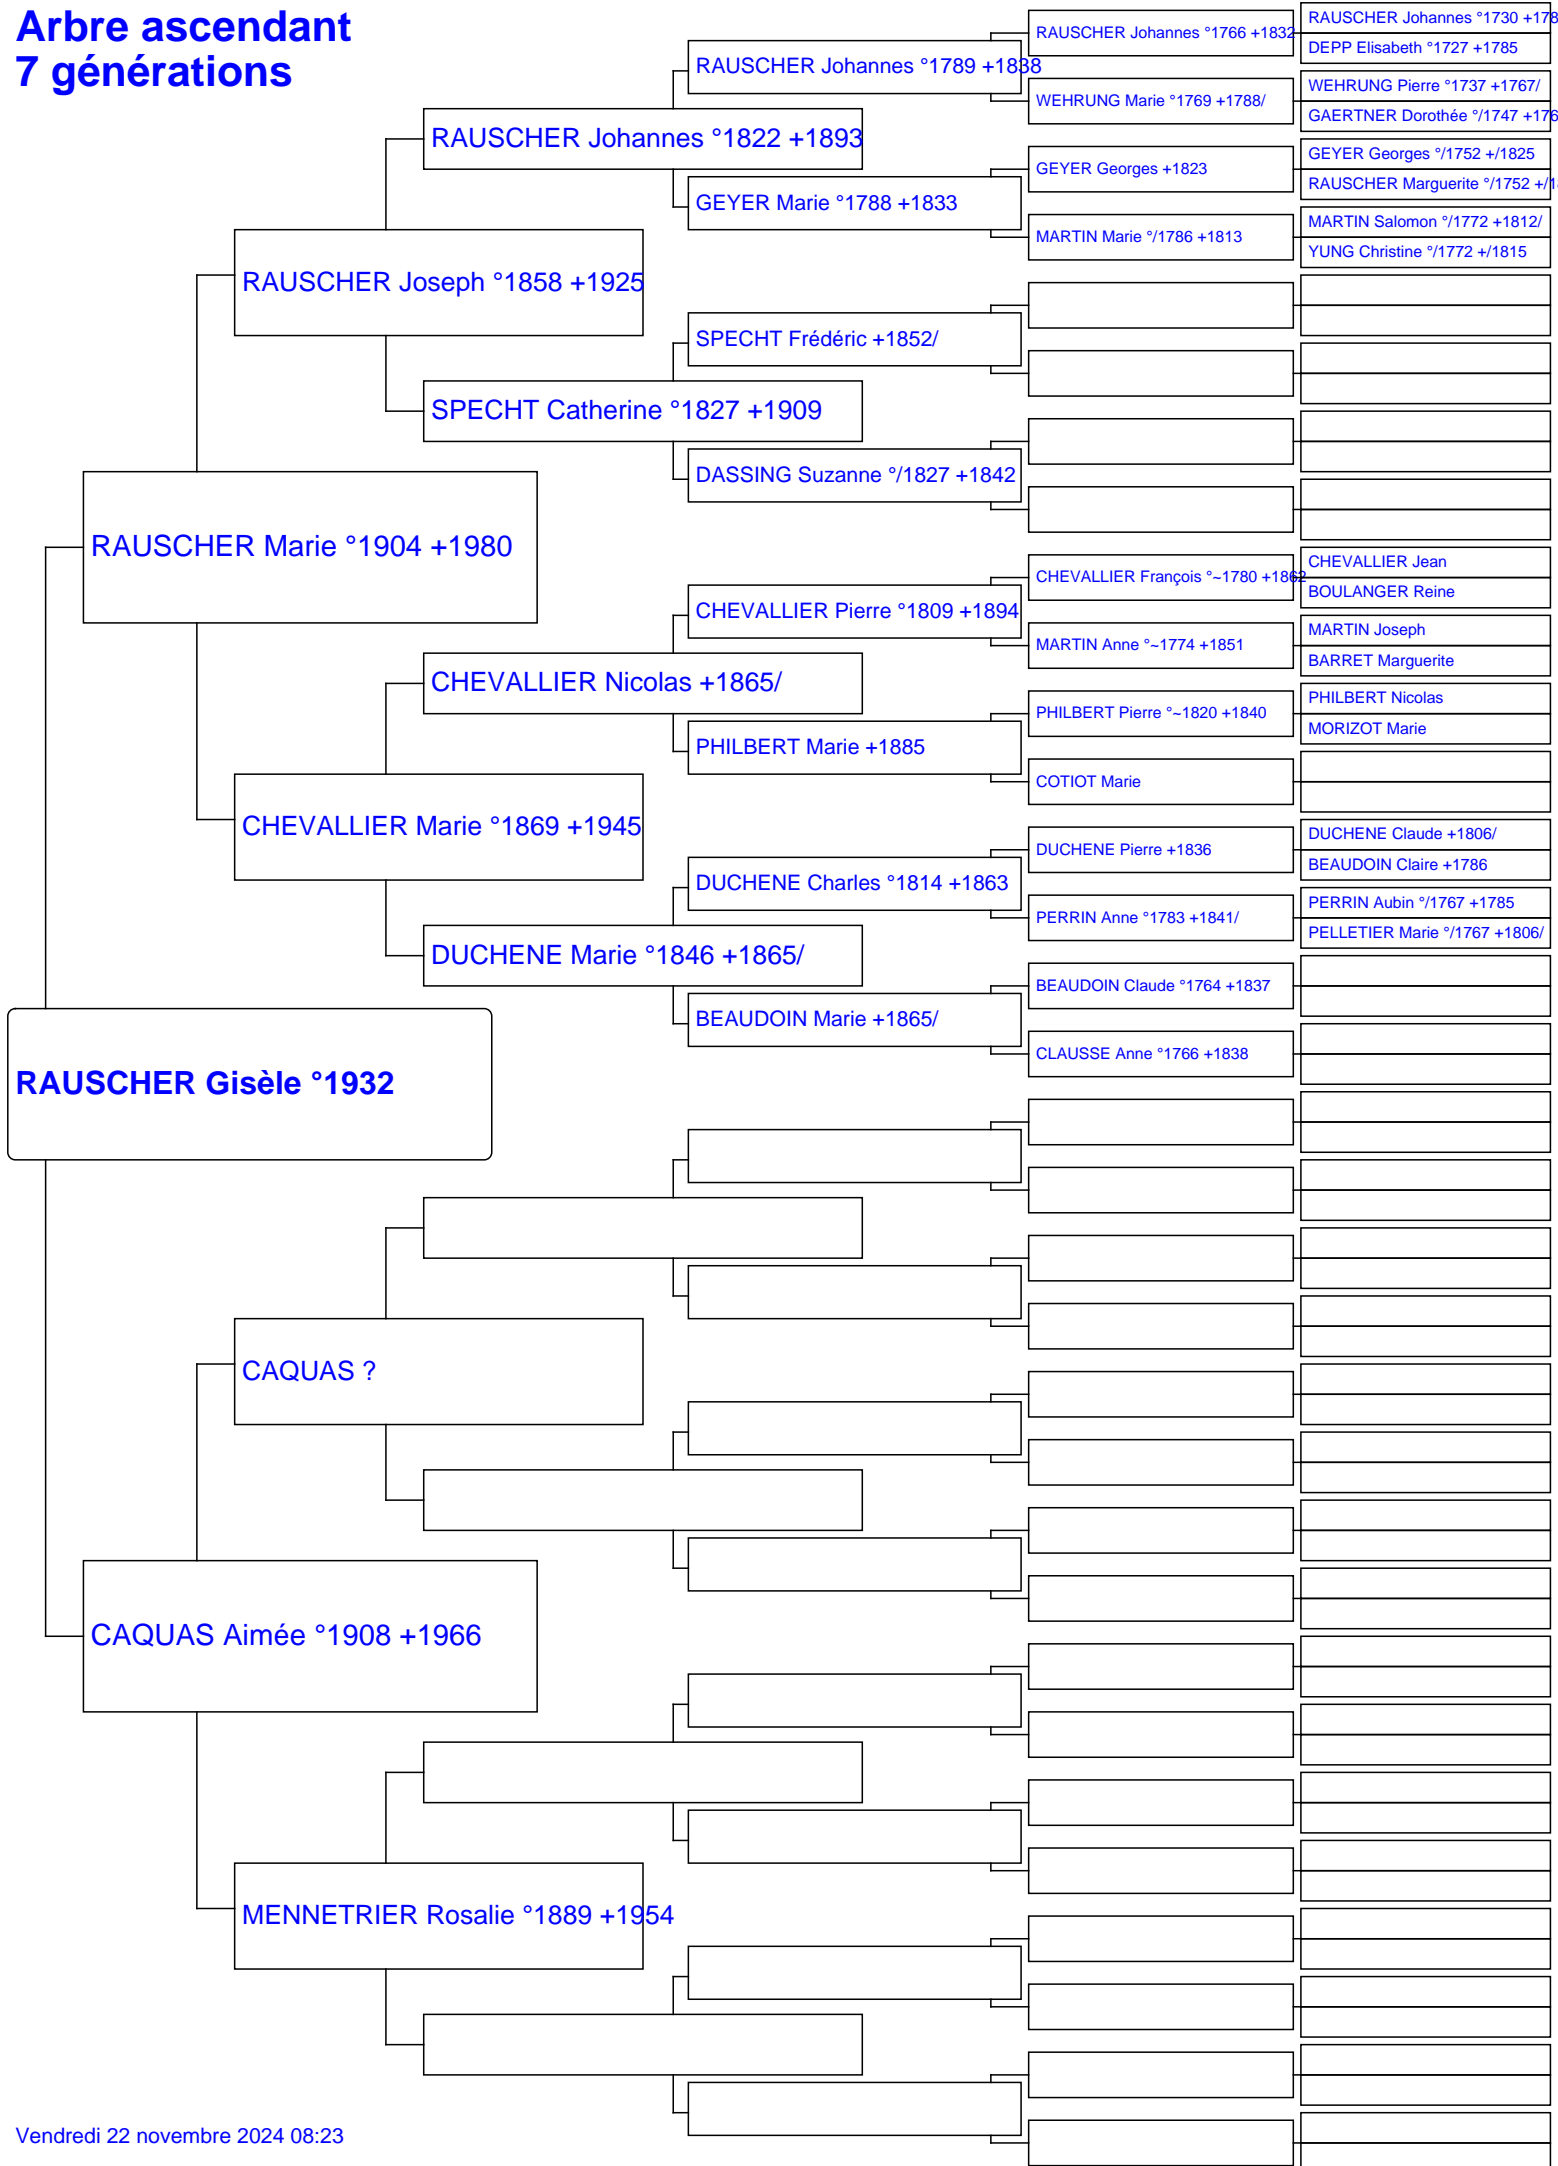 Arbre ascendant
7 générations
RAUSCHER Gisèle °1932
RAUSCHER Marie °1904 +1980
CAQUAS Aimée °1908 +1966
RAUSCHER Joseph °1858 +1925
CHEVALLIER Marie °1869 +1945
CAQUAS ?
MENNETRIER Rosalie °1889 +1954
RAUSCHER Johannes °1822 +1893
SPECHT Catherine °1827 +1909
CHEVALLIER Nicolas +1865/
DUCHENE Marie °1846 +1865/
RAUSCHER Johannes °1789 +1838
GEYER Marie °1788 +1833
SPECHT Frédéric +1852/
DASSING Suzanne °/1827 +1842
CHEVALLIER Pierre °1809 +1894
PHILBERT Marie +1885
DUCHENE Charles °1814 +1863
BEAUDOIN Marie +1865/
RAUSCHER Johannes °1766 +1832
WEHRUNG Marie °1769 +1788/
GEYER Georges +1823
MARTIN Marie °/1786 +1813
CHEVALLIER François °~1780 +1862
MARTIN Anne °~1774 +1851
PHILBERT Pierre °~1820 +1840
COTIOT Marie
DUCHENE Pierre +1836
PERRIN Anne °1783 +1841/
BEAUDOIN Claude °1764 +1837
CLAUSSE Anne °1766 +1838
RAUSCHER Johannes °1730
DEPP Elisabeth °1727 +1785
WEHRUNG Pierre °1737 +1767/
GAERTNER Dorothée °/1747
GEYER Georges °/1752 +/1825
RAUSCHER Marguerite °/1752
MARTIN Salomon °/1772 +1812/
YUNG Christine °/1772 +/1815
CHEVALLIER Jean
BOULANGER Reine
MARTIN Joseph
BARRET Marguerite
PHILBERT Nicolas
MORIZOT Marie
DUCHENE Claude +1806/
BEAUDOIN Claire +1786
PERRIN Aubin °/1767 +1785
PELLETIER Marie °/1767 +1806/
Vendredi 22 novembre 2024 08:23